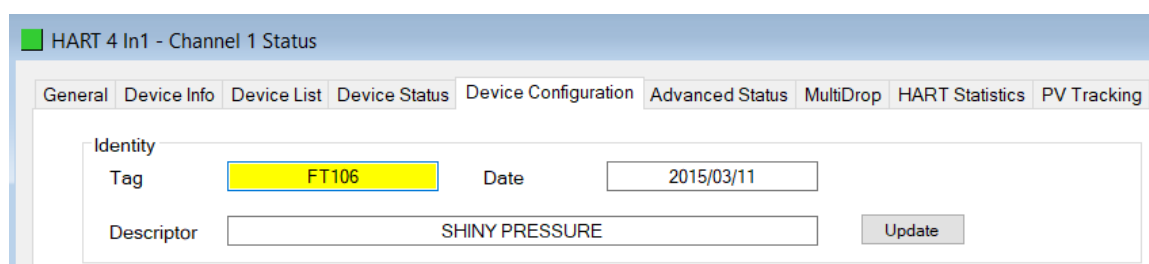 HART 4 In1 - Channel 1 Status
General Device Info Device List Device Status Device Configuration Advanced Status MultiDrop HART Statistics PV Tracking
Identity
Tag FT106 Date 2015/03/11
Descriptor SHINY PRESSURE Update